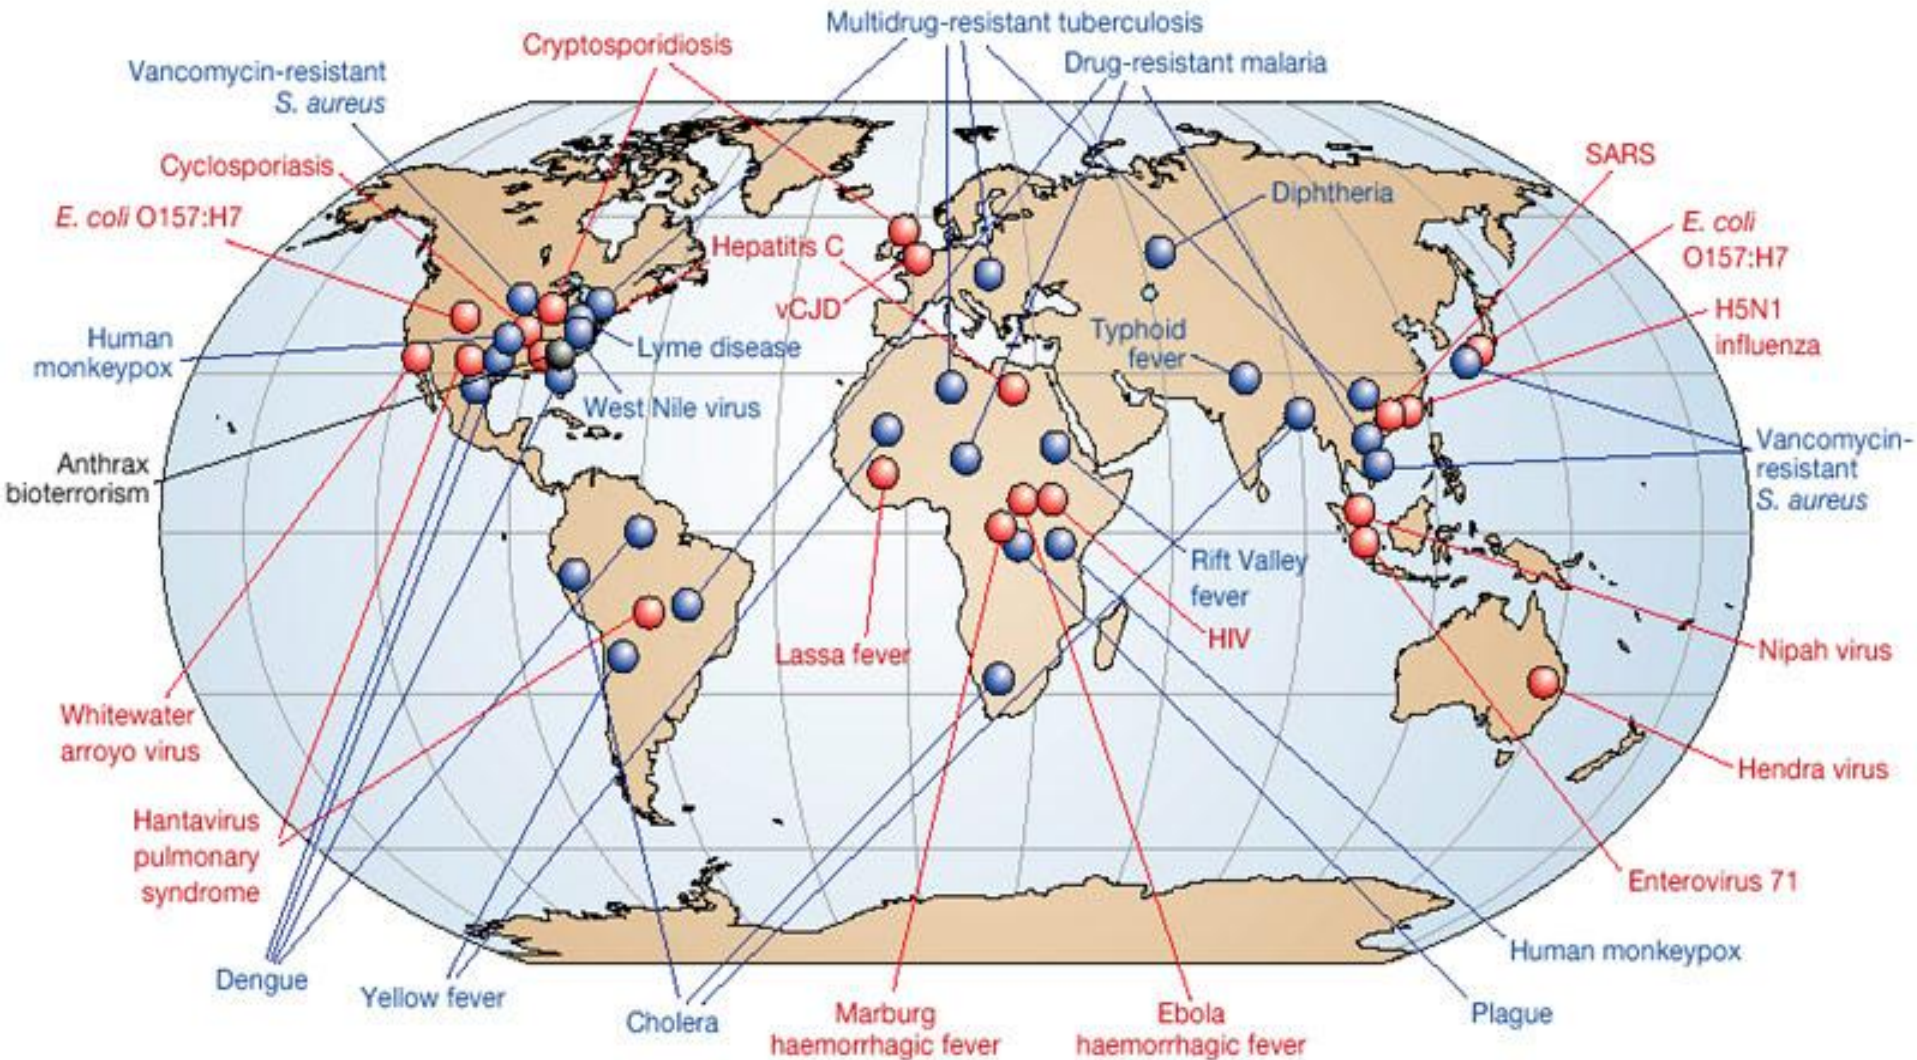 Multidrug-resistant tuberculosis
Cryptosporidiosis
Drug-resistant malaria
Vancomycin-resistant
S. aureus
Cyclosporiasis
SARS
E. coli O157:H7
Diphtheria
E. coli
O157:H7
Hepatitis C
vCJD
H5N1
influenza
Human
monkeypox
Lyme disease
Typhoid
fever
West Nile virus
Anthrax
bioterrorism
Vancomycin-
resistant
S. aureus
Rift Valley
fever
HIV
Lassa fever
Nipah virus
Whitewater
arroyo virus
Hendra virus
Hantavirus
pulmonary
syndrome
Enterovirus 71
Human monkeypox
Dengue
Yellow fever
Cholera
Marburg
haemorrhagic fever
Ebola
haemorrhagic fever
Plague